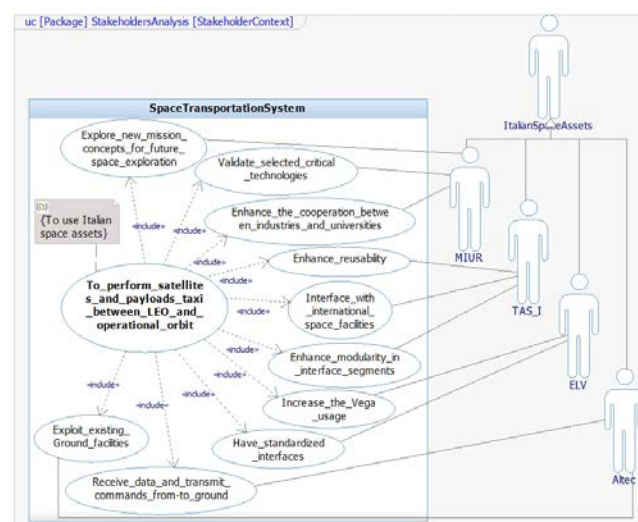 uc [Package] StakeholdersAnalysis [StakeholderContext]
ItalianSpaceAssets
SpaceTransportationSystem
Explore_new_mission_
concepts_for_future_
space_exploration
Validate_selected_critical
_technologies
MIUR
{To use Italian
space assets}
«include»
«include»
«include»
Enhance_the_cooperation_betwe
en_industries_and_universities
Enhance_reusability
«include»
TAS_I
To_perform_satellite
s_and_payloads_taxi
_between_LEO_and_
operational_orbit
Interface_with
_international_
space_facilities
«include»
«include»
Enhance_modularity_in
_interface_segments
ELV
«include»
«include»
«include»
«include»
Increase_the_Vega
_usage
Exploit_existing_
Ground_facilities
Have_standardized
_interfaces
Receive_data_and_transmit_
commands_from-to_ground
Altec